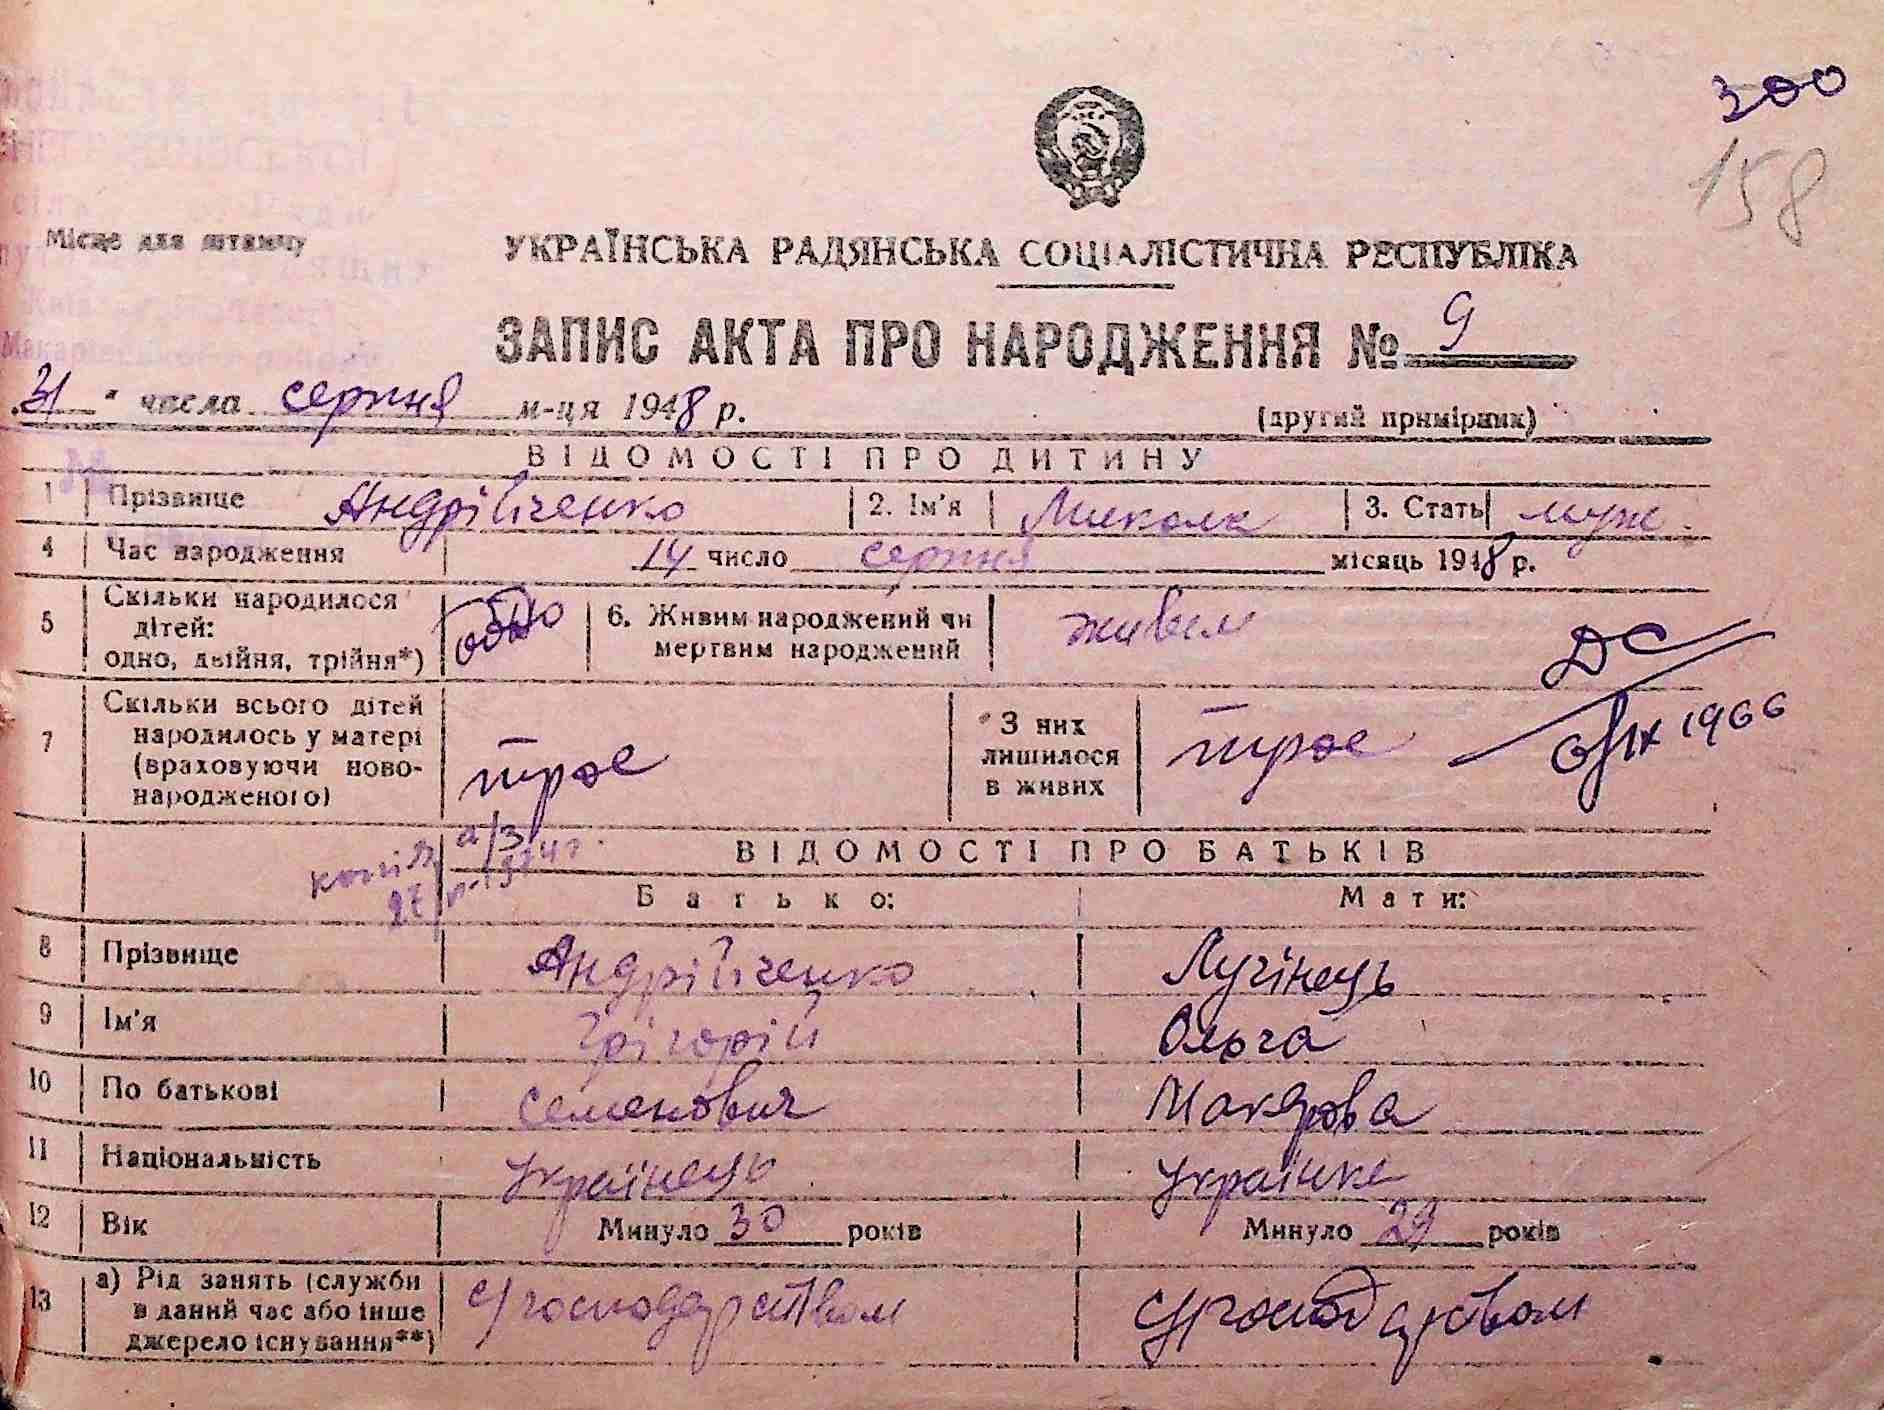 300
158
Місце для штампу
УКРАЇНСЬКА РАДЯНСЬКА СОЦІАЛІСТИЧНА РЕСПУБЛІКА
ЗАПИС АКТА ПРО НАРОДЖЕННЯ № 9
31 " числа серпня м-ця 1948 р.
(другий примірник)
ВІДОМОСТІ ПРО ДИТИНУ
1 Прізвище Андрійченко 2. Ім'я Микола 3. Стать муж.
4 Час народження 14 число серпня місяць 1948 р.
5 Скільки народилося дітей: одно, двійня, трійня*) одно 6. Живим народжений чи мертвим народжений живим
ДС
1966
7 Скільки всього дітей народилось у матері (враховуючи новонародженого) троє З них лишилося в живих троє
копія а/з
ВІДОМОСТІ ПРО БАТЬКІВ
Батько: Мати:
8 Прізвище Андрійченко Лучінець
9 Ім'я Грігорій Ольга
10 По батькові семенович Макарова
11 Національність українець українка
12 Вік Минуло 30 років Минуло 29 років
13 а) Рід занять (служби в даний час або інше джерело існування**) с/господарством с/господарством